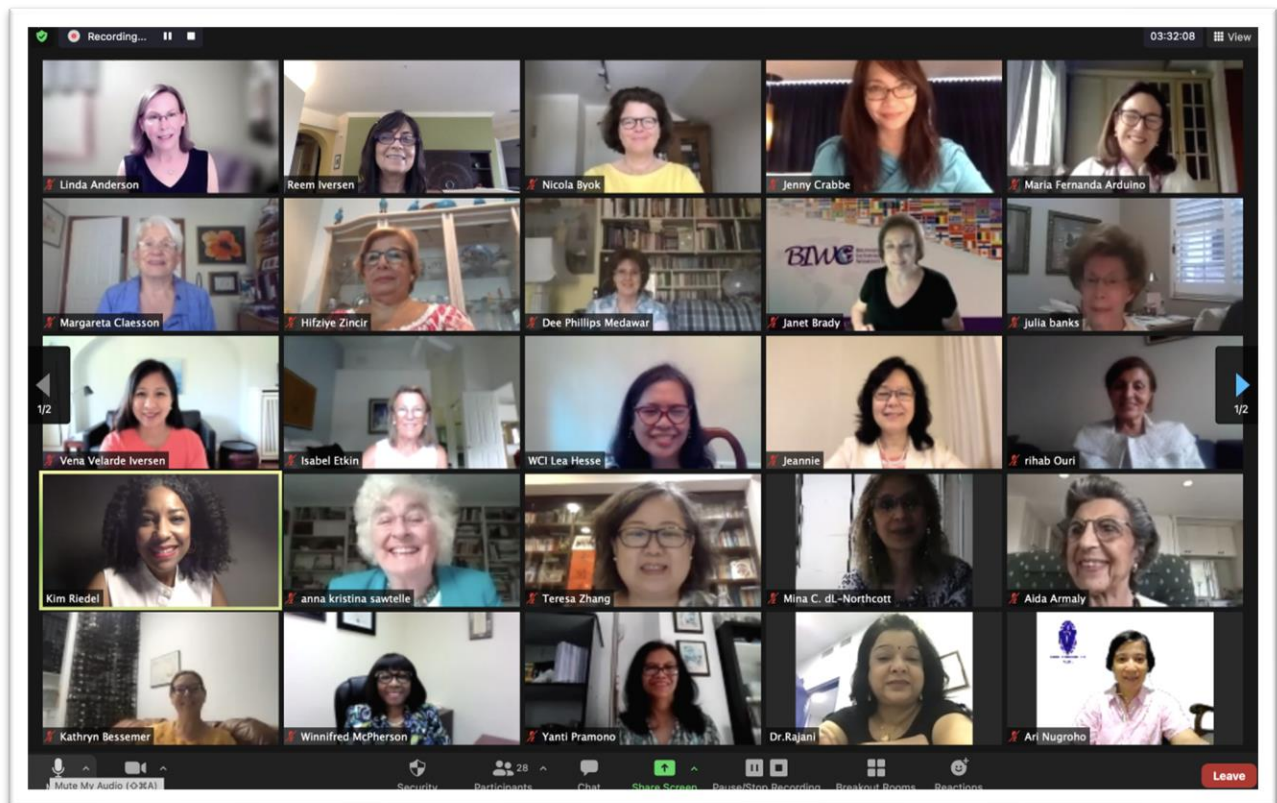 Recording...
03:32:08
View
Linda Anderson
Reem Iversen
Nicola Byok
Jenny Crabbe
Maria Fernanda Arduino
BIWC
Margareta Claesson
Hifziye Zincir
Dee Phillips Medawar
Janet Brady
julia banks
1/2
1/2
Vena Velarde Iversen
Isabel Etkin
WCI Lea Hesse
Jeannie
rihab Ouri
Kim Riedel
anna kristina sawtelle
Teresa Zhang
Mina C. dL-Northcott
Aida Armaly
Kathryn Bessemer
Winnifred McPherson
Yanti Pramono
Dr.Rajani
Ari Nugroho
28
Mute My Audio (⇧⌘A)
Security
Participants
Chat
Share Screen
Pause/Stop Recording
Breakout Rooms
Reactions
Leave